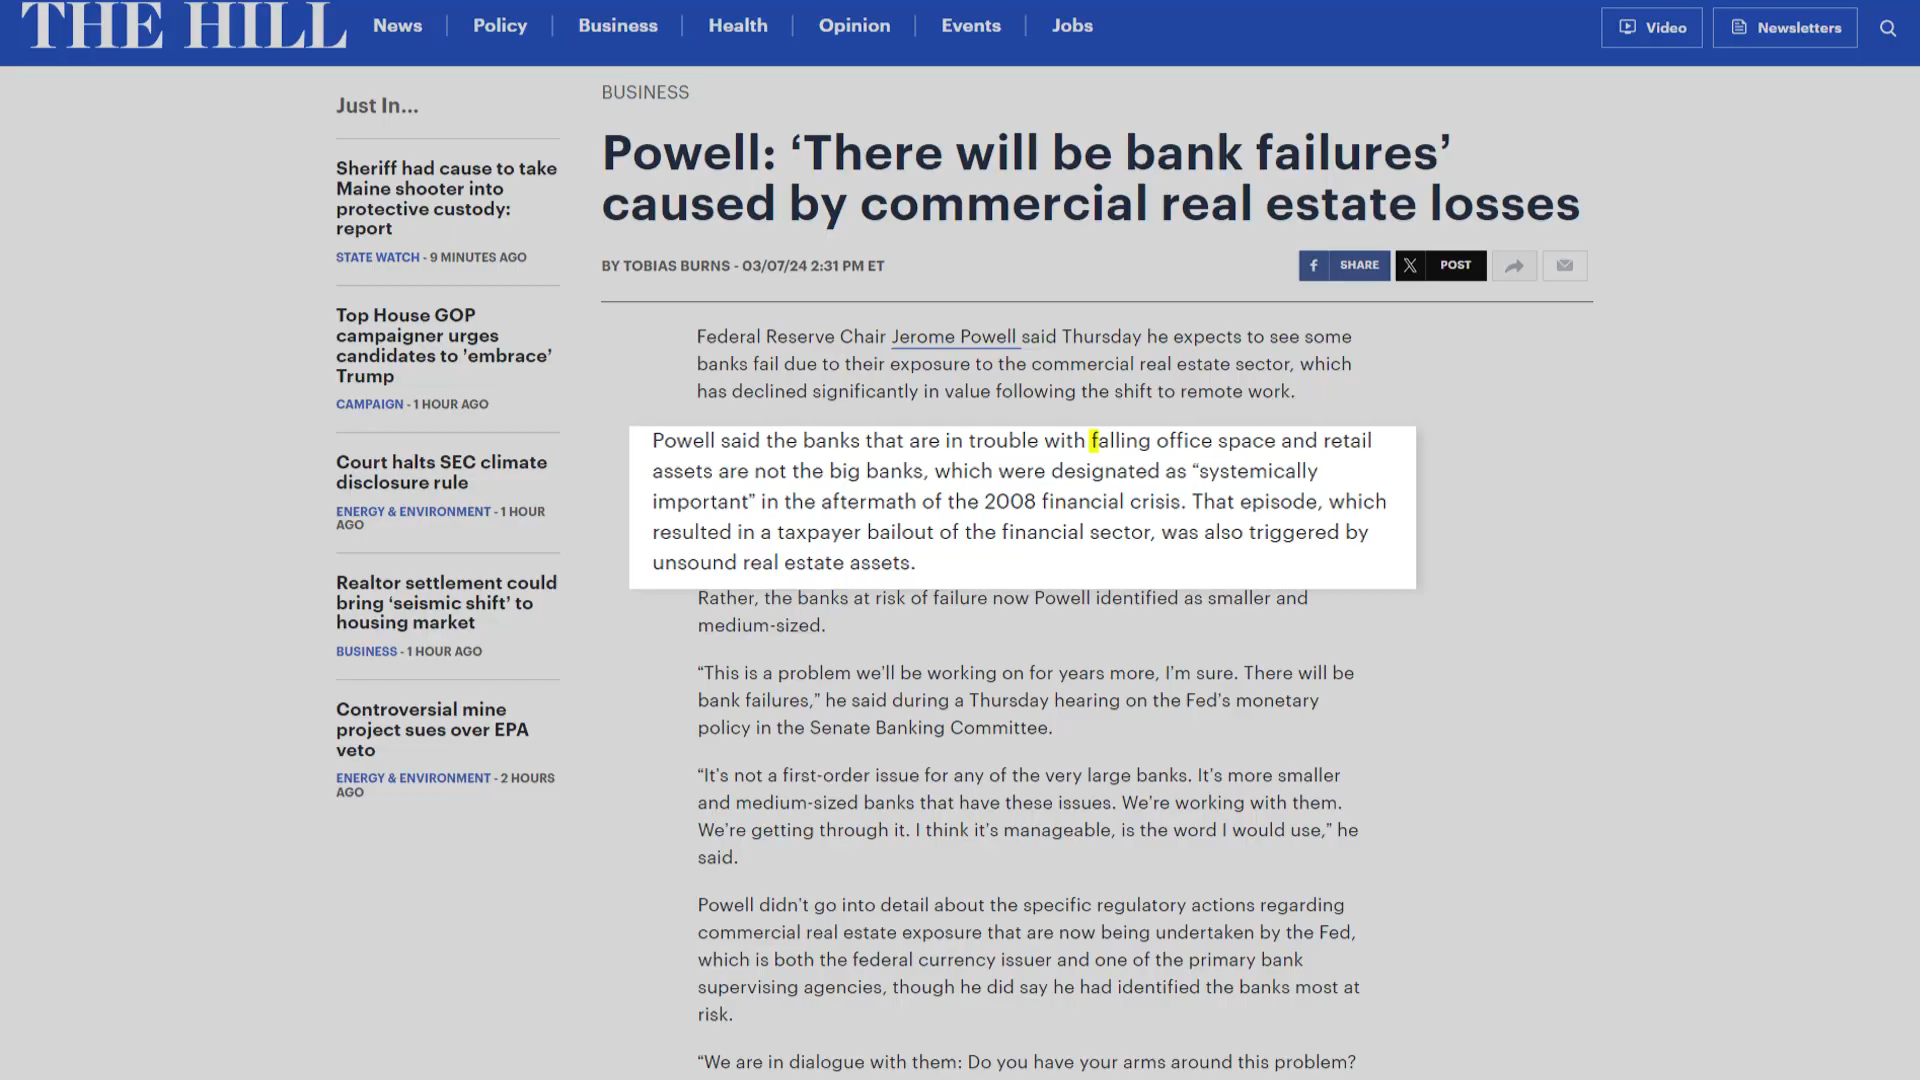 THE HILL
News
Policy
Business
Health
Opinion
Events
Jobs
Video
Newsletters
Just In...
Sheriff had cause to take
Maine shooter into
protective custody:
report
STATE WATCH - 9 MINUTES AGO
Top House GOP
campaigner urges
candidates to ’embrace’
Trump
CAMPAIGN - 1 HOUR AGO
Court halts SEC climate
disclosure rule
ENERGY & ENVIRONMENT - 1 HOUR
AGO
Realtor settlement could
bring ‘seismic shift’ to
housing market
BUSINESS - 1 HOUR AGO
Controversial mine
project sues over EPA
veto
ENERGY & ENVIRONMENT - 2 HOURS
AGO
BUSINESS
Powell: ‘There will be bank failures’
caused by commercial real estate losses
BY TOBIAS BURNS - 03/07/24 2:31 PM ET
SHARE
POST
Federal Reserve Chair Jerome Powell said Thursday he expects to see some
banks fail due to their exposure to the commercial real estate sector, which
has declined significantly in value following the shift to remote work.
Powell said the banks that are in trouble with falling office space and retail
assets are not the big banks, which were designated as “systemically
important” in the aftermath of the 2008 financial crisis. That episode, which
resulted in a taxpayer bailout of the financial sector, was also triggered by
unsound real estate assets.
Rather, the banks at risk of failure now Powell identified as smaller and
medium-sized.
“This is a problem we’ll be working on for years more, I’m sure. There will be
bank failures,” he said during a Thursday hearing on the Fed’s monetary
policy in the Senate Banking Committee.
“It’s not a first-order issue for any of the very large banks. It’s more smaller
and medium-sized banks that have these issues. We’re working with them.
We’re getting through it. I think it’s manageable, is the word I would use,” he
said.
Powell didn’t go into detail about the specific regulatory actions regarding
commercial real estate exposure that are now being undertaken by the Fed,
which is both the federal currency issuer and one of the primary bank
supervising agencies, though he did say he had identified the banks most at
risk.
“We are in dialogue with them: Do you have your arms around this problem?